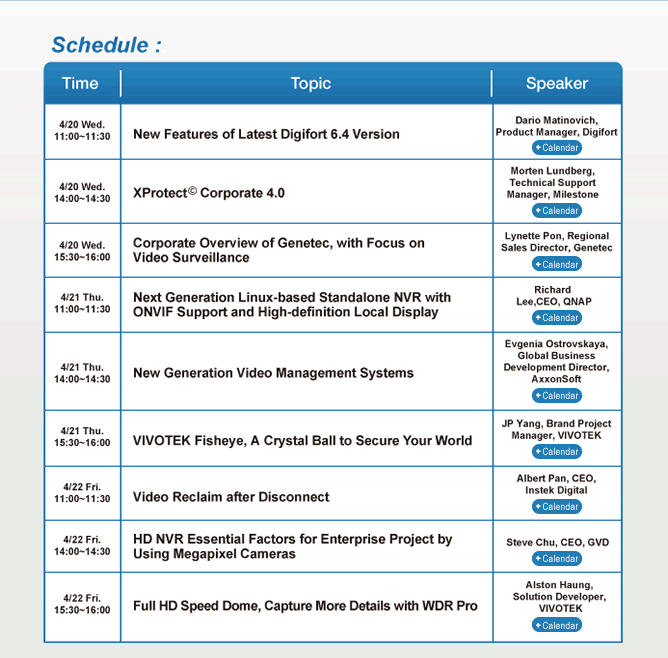 Schedule :
Time Topic Speaker
4/20 Wed.
11:00~11:30
New Features of Latest Digifort 6.4 Version
Dario Matinovich,
Product Manager, Digifort
+ Calendar
4/20 Wed.
14:00~14:30
XProtect© Corporate 4.0
Morten Lundberg,
Technical Support
Manager, Milestone
+ Calendar
4/20 Wed.
15:30~16:00
Corporate Overview of Genetec, with Focus on
Video Surveillance
Lynette Pon, Regional
Sales Director, Genetec
+ Calendar
4/21 Thu.
11:00~11:30
Next Generation Linux-based Standalone NVR with
ONVIF Support and High-definition Local Display
Richard
Lee,CEO, QNAP
+ Calendar
4/21 Thu.
14:00~14:30
New Generation Video Management Systems
Evgenia Ostrovskaya,
Global Business
Development Director,
AxxonSoft
+ Calendar
4/21 Thu.
15:30~16:00
VIVOTEK Fisheye, A Crystal Ball to Secure Your World
JP Yang, Brand Project
Manager, VIVOTEK
+ Calendar
4/22 Fri.
11:00~11:30
Video Reclaim after Disconnect
Albert Pan, CEO,
Instek Digital
+ Calendar
4/22 Fri.
14:00~14:30
HD NVR Essential Factors for Enterprise Project by
Using Megapixel Cameras
Steve Chu, CEO, GVD
+ Calendar
4/22 Fri.
15:30~16:00
Full HD Speed Dome, Capture More Details with WDR Pro
Alston Haung,
Solution Developer,
VIVOTEK
+ Calendar